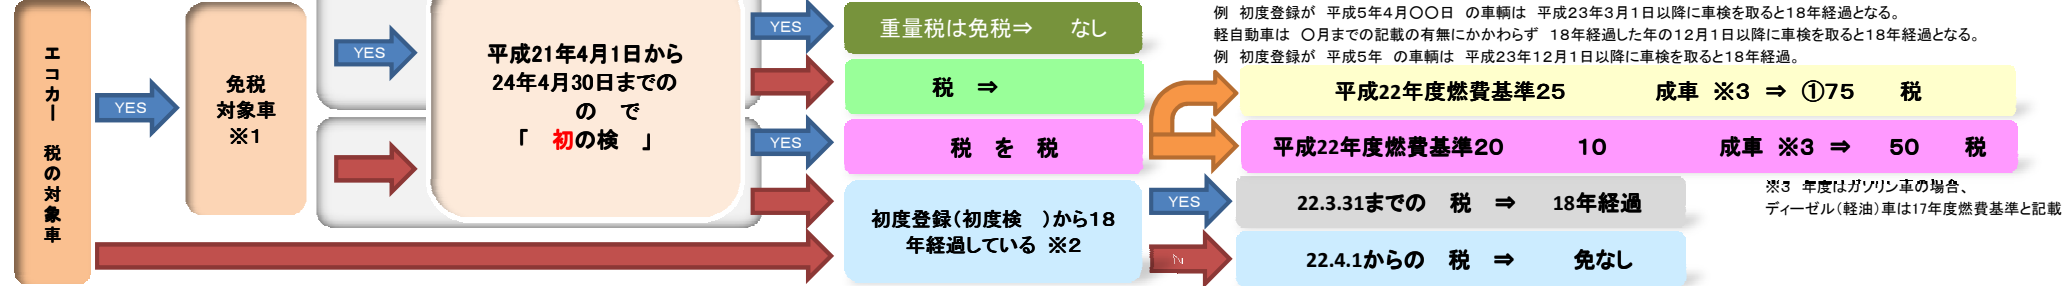 エコカー　税の対象車
YES
免税
対象車
※1
YES
平成21年4月1日から
24年4月30日までの
の　で
「　初の検　」
YES
重量税は免税⇒　なし
税　⇒
YES
税　を　税
初度登録（初度検　）から18
年経過している　※2
例　初度登録が　平成5年4月〇〇日　の車輌は　平成23年3月1日以降に車検を取ると18年経過となる。
軽自動車は　〇月までの記載の有無にかかわらず　18年経過した年の12月1日以降に車検を取ると18年経過となる。
例　初度登録が　平成5年　の車輌は　平成23年12月1日以降に車検を取ると18年経過。
平成22年度燃費基準25　成車　※3　⇒　①75　税
平成22年度燃費基準20　10　成車　※3　⇒　50　税
※3　年度はガソリン車の場合、
ディーゼル（軽油）車は17年度燃費基準と記載
YES
22.3.31までの　税　⇒　18年経過
22.4.1からの　税　⇒　免なし